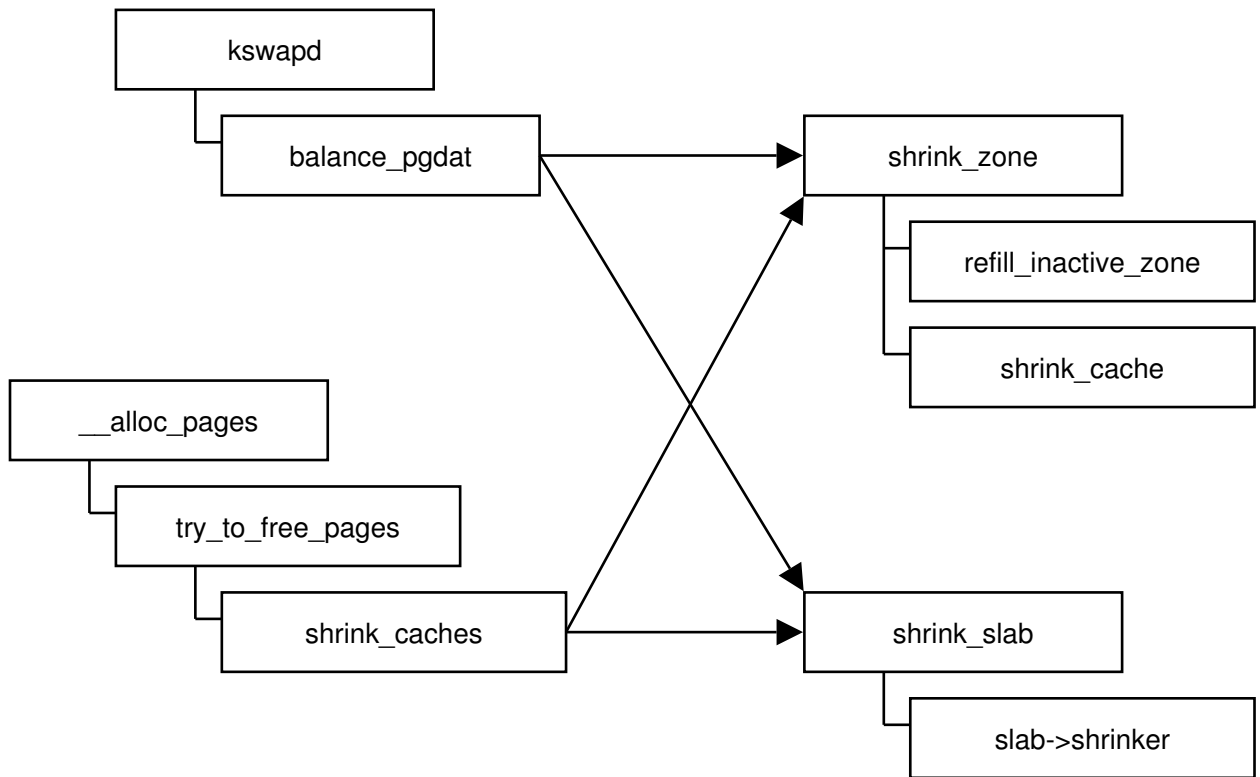 kswapd
balance_pgdat
shrink_zone
refill_inactive_zone
shrink_cache
__alloc_pages
try_to_free_pages
shrink_caches
shrink_slab
slab->shrinker